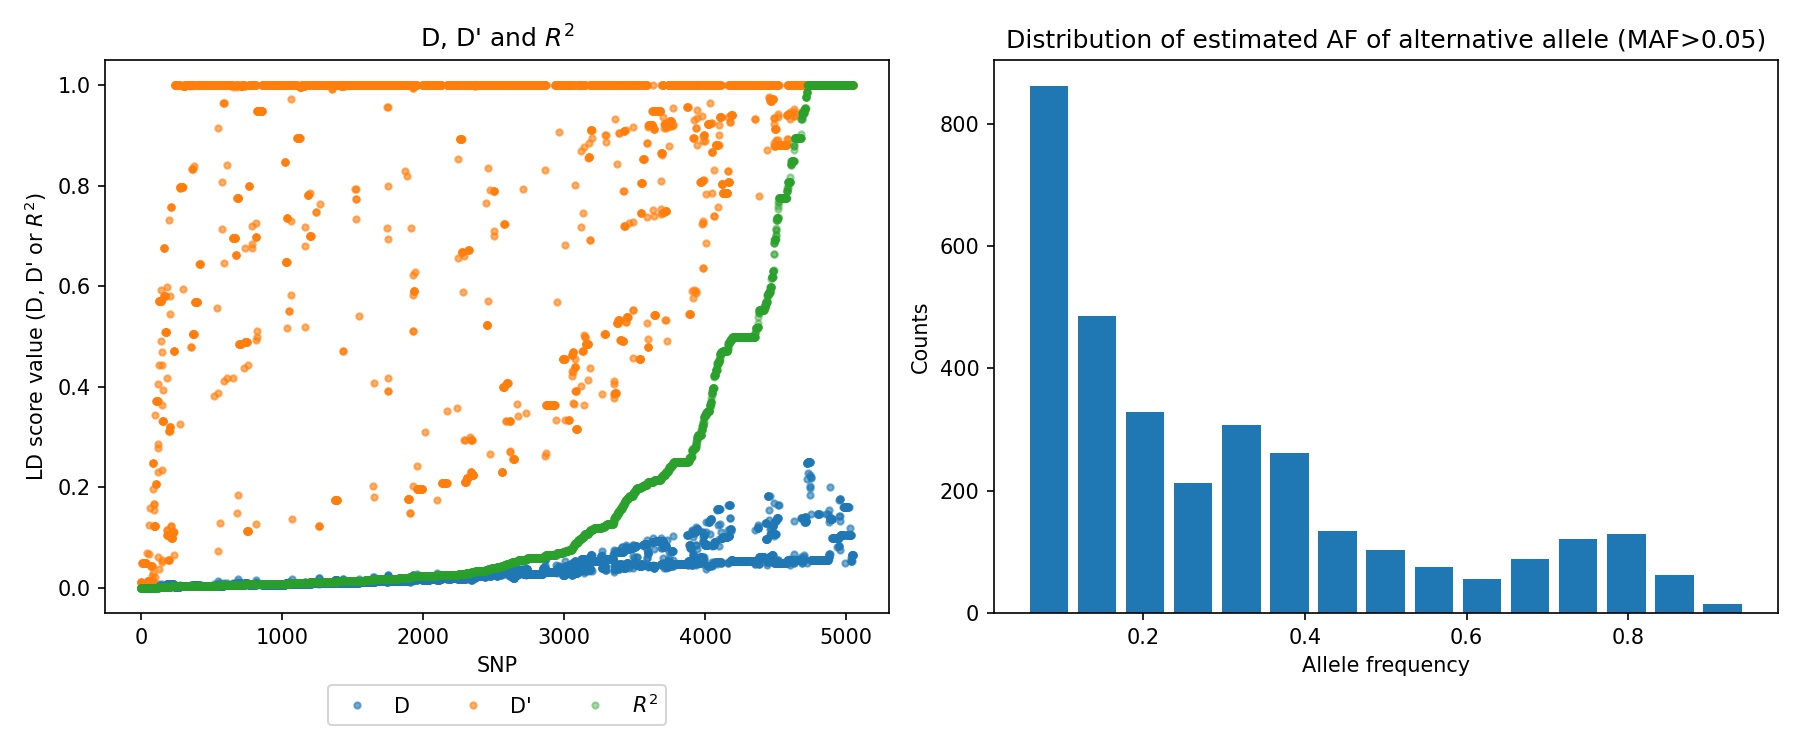 D, D' and R²
LD score value (D, D' or R²)
1.0
0.8
0.6
0.4
0.2
0.0
0 1000 2000 3000 4000 5000
SNP
D D' R²
Distribution of estimated AF of alternative allele (MAF>0.05)
Counts
800
600
400
200
0
0.2 0.4 0.6 0.8
Allele frequency